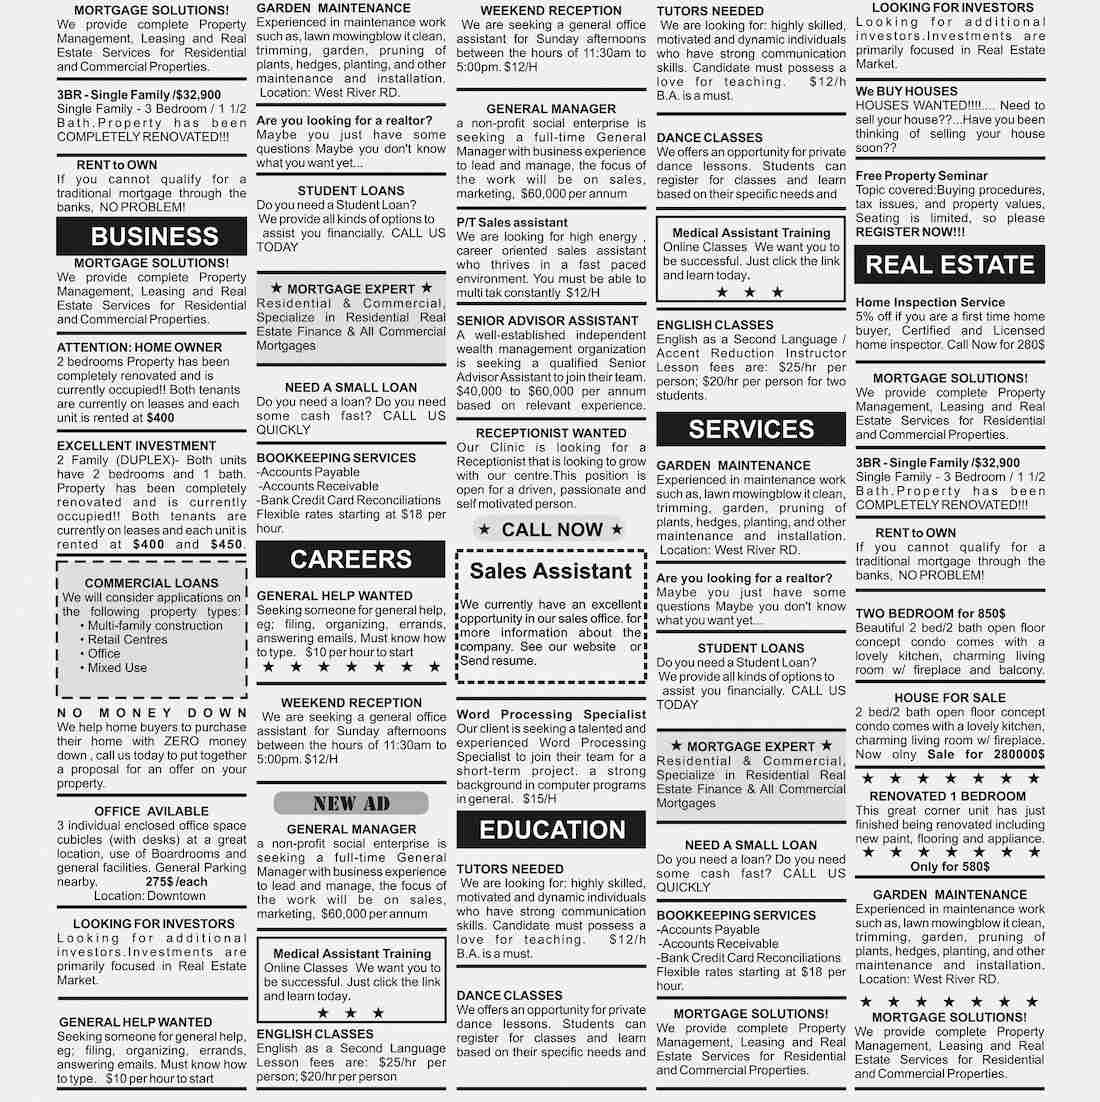 MORTGAGE SOLUTIONS!
We provide complete Property
Management, Leasing and Real
Estate Services for Residential
and Commercial Properties.
3BR - Single Family /$32,900
Single Family - 3 Bedroom / 1 1/2
Bath.Property has been
COMPLETELY RENOVATED!!!
RENT to OWN
If you cannot qualify for a
traditional mortgage through the
banks, NO PROBLEM!
BUSINESS
MORTGAGE SOLUTIONS!
We provide complete Property
Management, Leasing and Real
Estate Services for Residential
and Commercial Properties.
ATTENTION: HOME OWNER
2 bedrooms Property has been
completely renovated and is
currently occupied!! Both tenants
are currently on leases and each
unit is rented at $400
EXCELLENT INVESTMENT
2 Family (DUPLEX)- Both units
have 2 bedrooms and 1 bath.
Property has been completely
renovated and is currently
occupied!! Both tenants are
currently on leases and each unit is
rented at $400 and $450.
COMMERCIAL LOANS
We will consider applications on
the following property types:
• Multi-family construction
• Retail Centres
• Office
• Mixed Use
NO MONEY DOWN
We help home buyers to purchase
their home with ZERO money
down , call us today to put together
a proposal for an offer on your
property.
OFFICE AVILABLE
3 individual enclosed office space
cubicles (with desks) at a great
location, use of Boardrooms and
general facilities. General Parking
nearby. 275$ /each
Location: Downtown
LOOKING FOR INVESTORS
Looking for additional
investors.Investments are
primarily focused in Real Estate
Market.
GENERAL HELP WANTED
Seeking someone for general help,
eg; filing, organizing, errands,
answering emails. Must know how
to type. $10 per hour to start
GARDEN MAINTENANCE
Experienced in maintenance work
such as, lawn mowingblow it clean,
trimming, garden, pruning of
plants, hedges, planting, and other
maintenance and installation.
Location: West River RD.
Are you looking for a realtor?
Maybe you just have some
questions Maybe you don't know
what you want yet...
STUDENT LOANS
Do you need a Student Loan?
We provide all kinds of options to
assist you financially. CALL US
TODAY
★ MORTGAGE EXPERT ★
Residential & Commercial,
Specialize in Residential Real
Estate Finance & All Commercial
Mortgages
NEED A SMALL LOAN
Do you need a loan? Do you need
some cash fast? CALL US
QUICKLY
BOOKKEEPING SERVICES
-Accounts Payable
-Accounts Receivable
-Bank Credit Card Reconciliations
Flexible rates starting at $18 per
hour.
CAREERS
GENERAL HELP WANTED
Seeking someone for general help,
eg; filing, organizing, errands,
answering emails. Must know how
to type. $10 per hour to start
★ ★ ★ ★ ★ ★ ★
WEEKEND RECEPTION
We are seeking a general office
assistant for Sunday afternoons
between the hours of 11:30am to
5:00pm. $12/H
NEW AD
GENERAL MANAGER
a non-profit social enterprise is
seeking a full-time General
Manager with business experience
to lead and manage, the focus of
the work will be on sales,
marketing, $60,000 per annum
Medical Assistant Training
Online Classes We want you to
be successful. Just click the link
and learn today.
★ ★ ★
ENGLISH CLASSES
English as a Second Language
Lesson fees are: $25/hr per
person; $20/hr per person
WEEKEND RECEPTION
We are seeking a general office
assistant for Sunday afternoons
between the hours of 11:30am to
5:00pm. $12/H
GENERAL MANAGER
a non-profit social enterprise is
seeking a full-time General
Manager with business experience
to lead and manage, the focus of
the work will be on sales,
marketing, $60,000 per annum
P/T Sales assistant
We are looking for high energy ,
career oriented sales assistant
who thrives in a fast paced
environment. You must be able to
multi tak constantly $12/H
SENIOR ADVISOR ASSISTANT
A well-established independent
wealth management organization
is seeking a qualified Senior
Advisor Assistant to join their team.
$40,000 to $60,000 per annum
based on relevant experience.
RECEPTIONIST WANTED
Our Clinic is looking for a
Receptionist that is looking to grow
with our centre.This position is
open for a driven, passionate and
self motivated person.
★ CALL NOW ★
Sales Assistant
We currently have an excellent
opportunity in our sales office. for
more information about the
company. See our website or
Send resume.
Word Processing Specialist
Our client is seeking a talented and
experienced Word Processing
Specialist to join their team for a
short-term project. a strong
background in computer programs
in general. $15/H
EDUCATION
TUTORS NEEDED
We are looking: highly skilled,
motivated and dynamic individuals
who have strong communication
skills. Candidate must possess a
love for teaching. $12/h
B.A. is a must.
DANCE CLASSES
We offers an opportunity for private
dance lessons. Students can
register for classes and learn
based on their specific needs and
TUTORS NEEDED
We are looking for: highly skilled,
motivated and dynamic individuals
who have strong communication
skills. Candidate must possess a
love for teaching. $12/h
B.A. is a must.
DANCE CLASSES
We offers an opportunity for private
dance lessons. Students can
register for classes and learn
based on their specific needs and
Medical Assistant Training
Online Classes We want you to
be successful. Just click the link
and learn today.
★ ★ ★
ENGLISH CLASSES
English as a Second Language /
Accent Reduction Instructor
Lesson fees are: $25/hr per
person; $20/hr per person for two
students.
SERVICES
GARDEN MAINTENANCE
Experienced in maintenance work
such as, lawn mowingblow it clean,
trimming, garden, pruning of
plants, hedges, planting, and other
maintenance and installation.
Location: West River RD.
Are you looking for a realtor?
Maybe you just have some
questions Maybe you don't know
what you want yet...
STUDENT LOANS
Do you need a Student Loan?
We provide all kinds of options to
assist you financially. CALL US
TODAY
★ MORTGAGE EXPERT ★
Residential & Commercial,
Specialize in Residential Real
Estate Finance & All Commercial
Mortgages
NEED A SMALL LOAN
Do you need a loan? Do you need
some cash fast? CALL US
QUICKLY
BOOKKEEPING SERVICES
-Accounts Payable
-Accounts Receivable
-Bank Credit Card Reconciliations
Flexible rates starting at $18 per
hour.
MORTGAGE SOLUTIONS!
We provide complete Property
Management, Leasing and Real
Estate Services for Residential
and Commercial Properties.
LOOKING FOR INVESTORS
Looking for additional
investors.Investments are
primarily focused in Real Estate
Market.
We BUY HOUSES
HOUSES WANTED!!!!.... Need to
sell your house??...Have you been
thinking of selling your house
soon??
Free Property Seminar
Topic covered:Buying procedures,
tax issues, and property values,
Seating is limited, so please
REGISTER NOW!!!
REAL ESTATE
Home Inspection Service
5% off if you are a first time home
buyer, Certified and Licensed
home inspector. Call Now for 280$
MORTGAGE SOLUTIONS!
We provide complete Property
Management, Leasing and Real
Estate Services for Residential
and Commercial Properties.
3BR - Single Family /$32,900
Single Family - 3 Bedroom / 1 1/2
Bath.Property has been
COMPLETELY RENOVATED!!!
RENT to OWN
If you cannot qualify for a
traditional mortgage through the
banks, NO PROBLEM!
TWO BEDROOM for 850$
Beautiful 2 bed/2 bath open floor
concept condo comes with a
lovely kitchen, charming living
room w/ fireplace and balcony.
HOUSE FOR SALE
2 bed/2 bath open floor concept
condo comes with a lovely kitchen,
charming living room w/ fireplace.
Now olny Sale for 280000$
★ ★ ★ ★ ★ ★ ★
RENOVATED 1 BEDROOM
This great corner unit has just
finished being renovated including
new paint, flooring and appliance.
★ ★ ★ ★ ★ ★ ★
Only for 580$
GARDEN MAINTENANCE
Experienced in maintenance work
such as, lawn mowingblow it clean,
trimming, garden, pruning of
plants, hedges, planting, and other
maintenance and installation.
Location: West River RD.
★ ★ ★ ★ ★ ★ ★
MORTGAGE SOLUTIONS!
We provide complete Property
Management, Leasing and Real
Estate Services for Residential
and Commercial Properties.